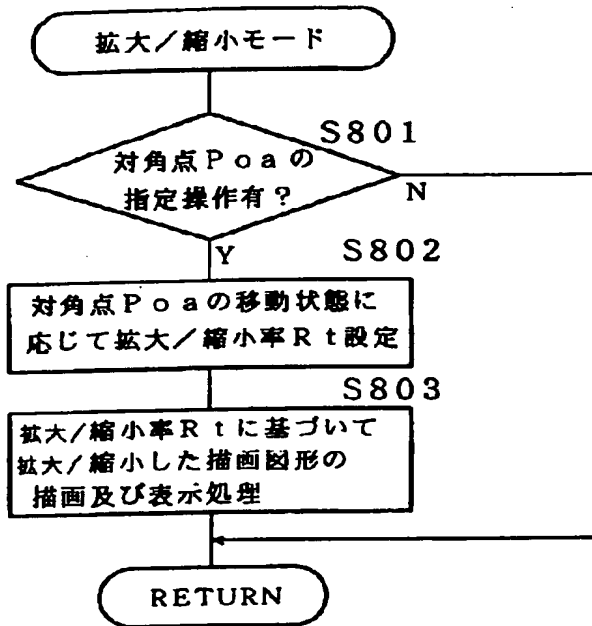 拡大／縮小モード
S801
対角点Ｐｏａの
指定操作有？
N
Y
S802
対角点Ｐｏａの移動状態に
応じて拡大／縮小率Ｒｔ設定
S803
拡大／縮小率Ｒｔに基づいて
拡大／縮小した描画図形の
描画及び表示処理
RETURN